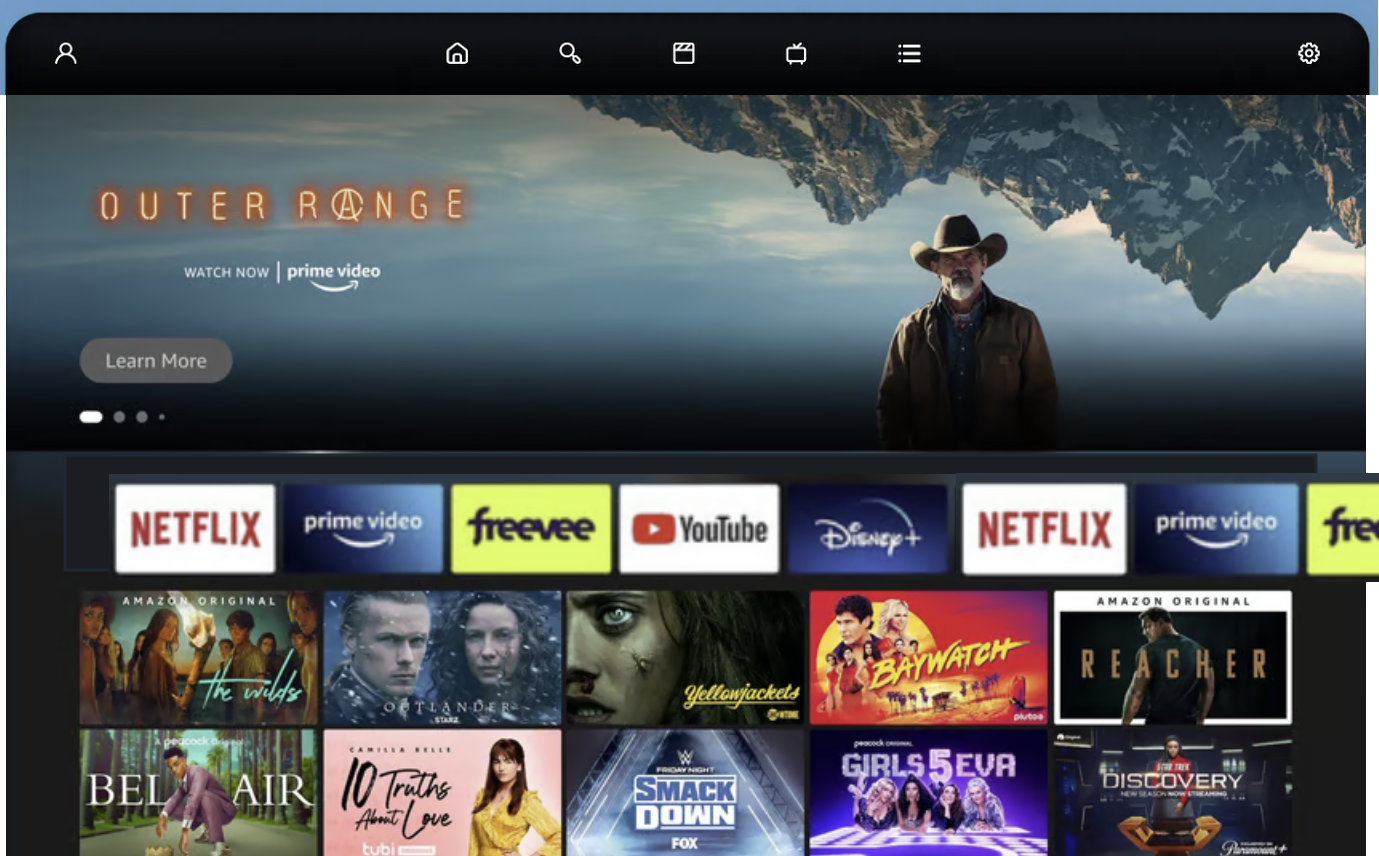 OUTER RANGE
WATCH NOW | prime video
Learn More
NETFLIX
prime video
freevee
YouTube
Disney+
NETFLIX
prime video
free
AMAZON ORIGINAL
the wilds
OUTLANDER
STARZ
Yellowjackets
SHOWTIME
BAYWATCH
pluto tv
AMAZON ORIGINAL
REACHER
A peacock Original
BEL AIR
CAMILLA BELLE
10 Truths
About Love
tubi
W
FRIDAY NIGHT
SMACK
DOWN
FOX
peacock ORIGINAL
GIRLS5EVA
Original
STAR TREK
DISCOVERY
NEW SEASON NOW STREAMING
Paramount+